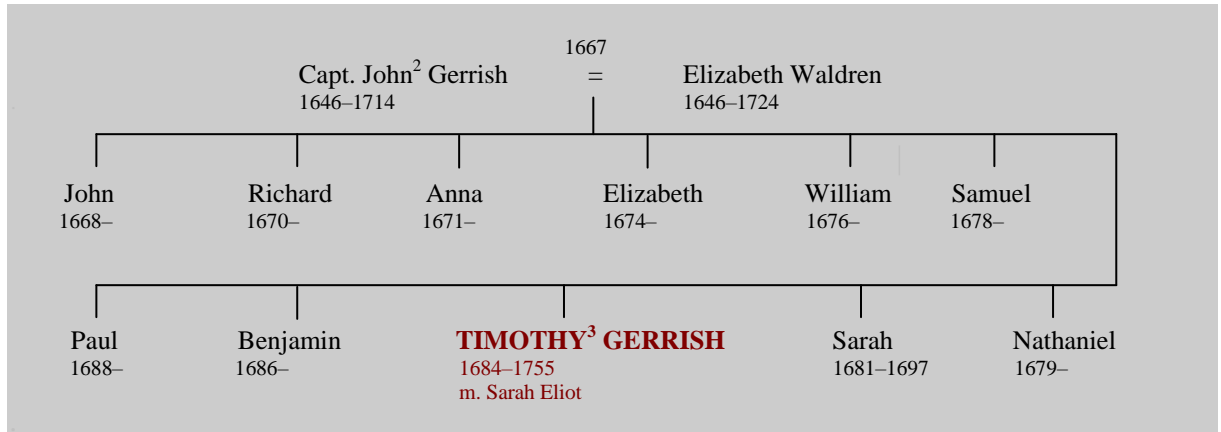 1667
Capt. John² Gerrish = Elizabeth Waldren
1646–1714 1646–1724
John Richard Anna Elizabeth William Samuel
1668– 1670– 1671– 1674– 1676– 1678–
Paul Benjamin TIMOTHY³ GERRISH Sarah Nathaniel
1688– 1686– 1684–1755 1681–1697 1679–
m. Sarah Eliot